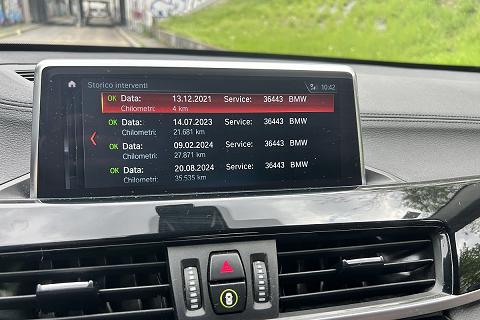 Storico interventi
10:42
OK Data: 13.12.2021 Service: 36443 BMW
Chilometri: 4 km
OK Data: 14.07.2023 Service: 36443 BMW
Chilometri: 21.681 km
OK Data: 09.02.2024 Service: 36443 BMW
Chilometri: 27.871 km
OK Data: 20.08.2024 Service: 36443 BMW
Chilometri: 35.535 km